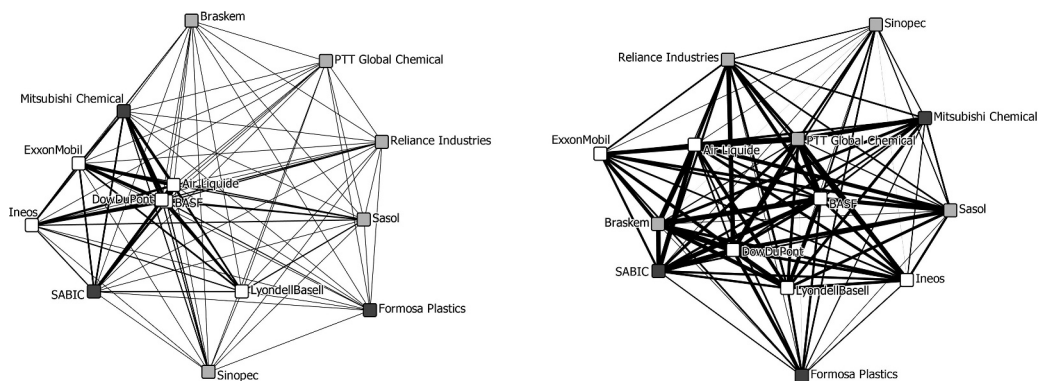 Braskem
PTT Global Chemical
Mitsubishi Chemical
Reliance Industries
ExxonMobil
Air Liquide
DowDuPont
BASF
Ineos
Sasol
SABIC
LyondellBasell
Formosa Plastics
Sinopec
Sinopec
Reliance Industries
Mitsubishi Chemical
ExxonMobil
PTT Global Chemical
Air Liquide
BASF
Sasol
Braskem
DowDuPont
SABIC
Ineos
LyondellBasell
Formosa Plastics